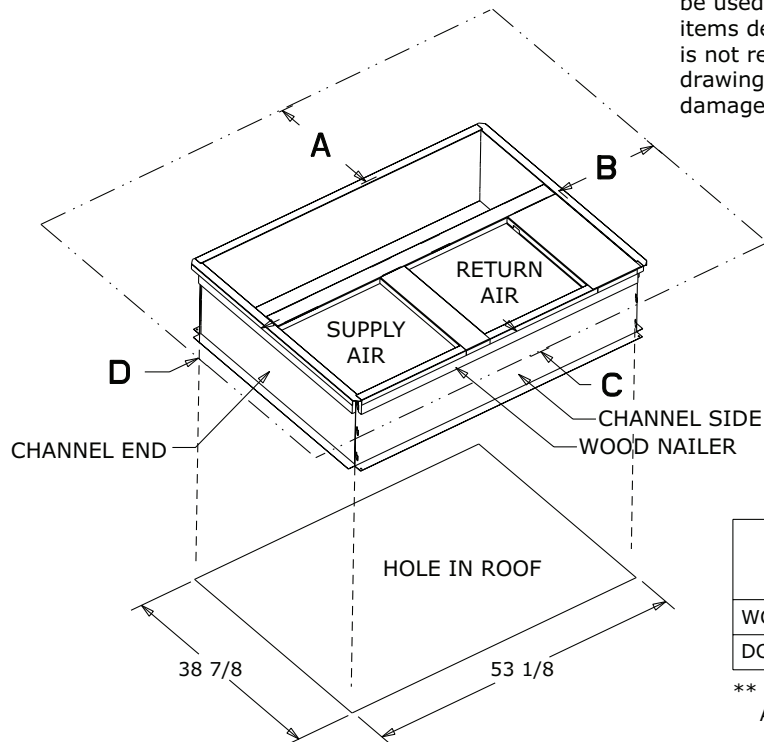 be used
items de
is not re
drawing
damage
A
B
RETURN
AIR
SUPPLY
AIR
D
C
CHANNEL SIDE
WOOD NAILER
CHANNEL END
HOLE IN ROOF
38 7/8
53 1/8
WO
DO
**
A